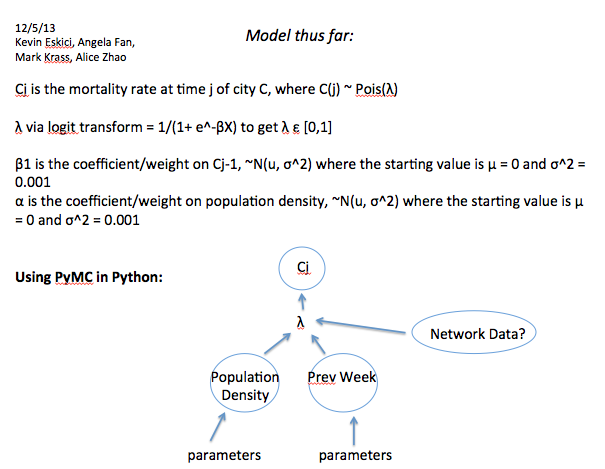 12/5/13
Kevin Eskici, Angela Fan,
Mark Krass, Alice Zhao
Model thus far:
Cj is the mortality rate at time j of city C, where C(j) ~ Pois(λ)
λ via logit transform = 1/(1+ e^-βX) to get λ ε [0,1]
β1 is the coefficient/weight on Cj-1, ~N(u, σ^2) where the starting value is μ = 0 and σ^2 =
0.001
α is the coefficient/weight on population density, ~N(u, σ^2) where the starting value is μ
= 0 and σ^2 = 0.001
Using PyMC in Python:
Cj
λ
Network Data?
Population
Density
Prev Week
parameters
parameters